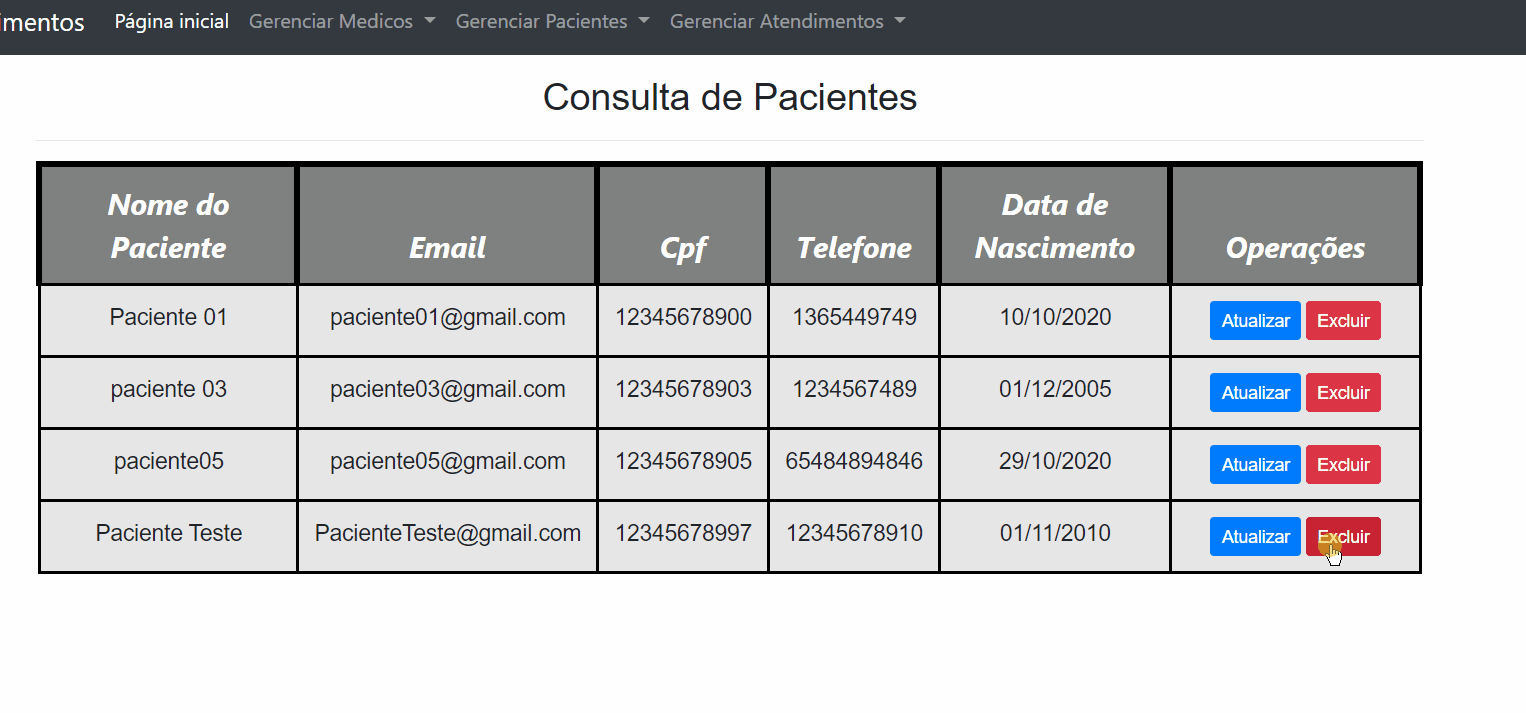 imentos Página inicial Gerenciar Medicos Gerenciar Pacientes Gerenciar Atendimentos
Consulta de Pacientes
Nome do Paciente Email Cpf Telefone Data de Nascimento Operações
Paciente 01 paciente01@gmail.com 12345678900 1365449749 10/10/2020 Atualizar Excluir
paciente 03 paciente03@gmail.com 12345678903 1234567489 01/12/2005 Atualizar Excluir
paciente05 paciente05@gmail.com 12345678905 65484894846 29/10/2020 Atualizar Excluir
Paciente Teste PacienteTeste@gmail.com 12345678997 12345678910 01/11/2010 Atualizar Excluir